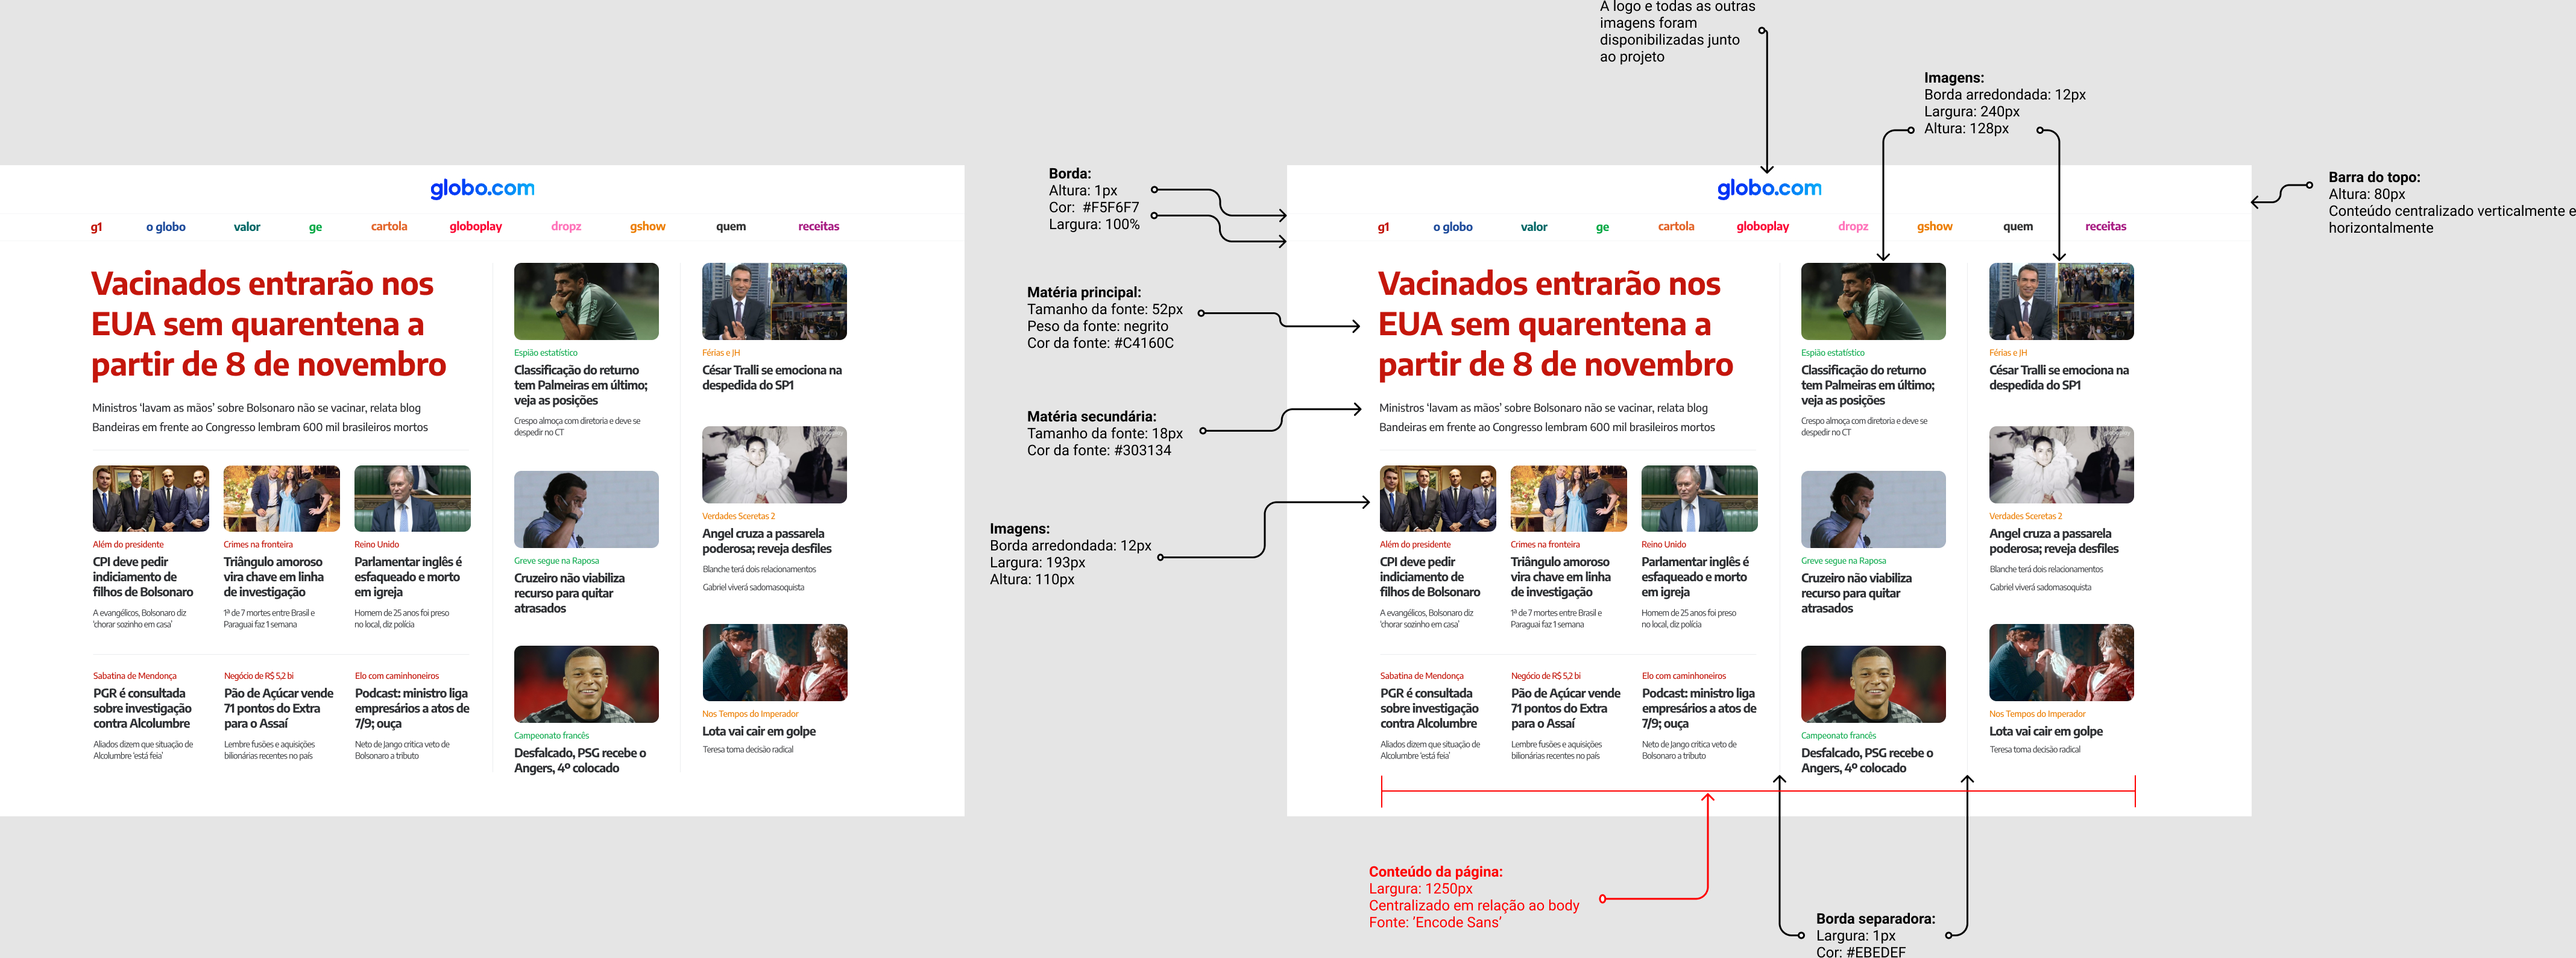 A logo e todas as outras
imagens foram
disponibilizadas junto
ao projeto
Imagens:
Borda arredondada: 12px
Largura: 240px
Altura: 128px
globo.com
g1
o globo
valor
ge
cartola
globoplay
dropz
gshow
quem
receitas
Vacinados entrarão nos
EUA sem quarentena a
partir de 8 de novembro
Ministros ‘lavam as mãos’ sobre Bolsonaro não se vacinar, relata blog
Bandeiras em frente ao Congresso lembram 600 mil brasileiros mortos
Além do presidente
CPI deve pedir
indiciamento de
filhos de Bolsonaro
A evangélicos, Bolsonaro diz
‘chorar sozinho em casa’
Crimes na fronteira
Triângulo amoroso
vira chave em linha
de investigação
1ª de 7 mortes entre Brasil e
Paraguai faz 1 semana
Reino Unido
Parlamentar inglês é
esfaqueado e morto
em igreja
Homem de 25 anos foi preso
no local, diz polícia
Sabatina de Mendonça
PGR é consultada
sobre investigação
contra Alcolumbre
Aliados dizem que situação de
Alcolumbre ‘está feia’
Negócio de R$ 5,2 bi
Pão de Açúcar vende
71 pontos do Extra
para o Assaí
Lembre fusões e aquisições
bilionárias recentes no país
Elo com caminhoneiros
Podcast: ministro liga
empresários a atos de
7/9; ouça
Neto de Jango critica veto de
Bolsonaro a tributo
Espião estatístico
Classificação do returno
tem Palmeiras em último;
veja as posições
Crespo almoça com diretoria e deve se
despedir no CT
Greve segue na Raposa
Cruzeiro não viabiliza
recurso para quitar
atrasados
Campeonato francês
Desfalcado, PSG recebe o
Angers, 4º colocado
Férias e JH
César Tralli se emociona na
despedida do SP1
Verdades Sceretas 2
Angel cruza a passarela
poderosa; reveja desfiles
Blanche terá dois relacionamentos
Gabriel viverá sadomasoquista
Nos Tempos do Imperador
Lota vai cair em golpe
Teresa toma decisão radical
Borda:
Altura: 1px
Cor: #F5F6F7
Largura: 100%
Matéria principal:
Tamanho da fonte: 52px
Peso da fonte: negrito
Cor da fonte: #C4160C
Matéria secundária:
Tamanho da fonte: 18px
Cor da fonte: #303134
Imagens:
Borda arredondada: 12px
Largura: 193px
Altura: 110px
globo.com
g1
o globo
valor
ge
cartola
globoplay
dropz
gshow
quem
receitas
Vacinados entrarão nos
EUA sem quarentena a
partir de 8 de novembro
Ministros ‘lavam as mãos’ sobre Bolsonaro não se vacinar, relata blog
Bandeiras em frente ao Congresso lembram 600 mil brasileiros mortos
Além do presidente
CPI deve pedir
indiciamento de
filhos de Bolsonaro
A evangélicos, Bolsonaro diz
‘chorar sozinho em casa’
Crimes na fronteira
Triângulo amoroso
vira chave em linha
de investigação
1ª de 7 mortes entre Brasil e
Paraguai faz 1 semana
Reino Unido
Parlamentar inglês é
esfaqueado e morto
em igreja
Homem de 25 anos foi preso
no local, diz polícia
Sabatina de Mendonça
PGR é consultada
sobre investigação
contra Alcolumbre
Aliados dizem que situação de
Alcolumbre ‘está feia’
Negócio de R$ 5,2 bi
Pão de Açúcar vende
71 pontos do Extra
para o Assaí
Lembre fusões e aquisições
bilionárias recentes no país
Elo com caminhoneiros
Podcast: ministro liga
empresários a atos de
7/9; ouça
Neto de Jango critica veto de
Bolsonaro a tributo
Espião estatístico
Classificação do returno
tem Palmeiras em último;
veja as posições
Crespo almoça com diretoria e deve se
despedir no CT
Greve segue na Raposa
Cruzeiro não viabiliza
recurso para quitar
atrasados
Campeonato francês
Desfalcado, PSG recebe o
Angers, 4º colocado
Férias e JH
César Tralli se emociona na
despedida do SP1
Verdades Sceretas 2
Angel cruza a passarela
poderosa; reveja desfiles
Blanche terá dois relacionamentos
Gabriel viverá sadomasoquista
Nos Tempos do Imperador
Lota vai cair em golpe
Teresa toma decisão radical
Barra do topo:
Altura: 80px
Conteúdo centralizado verticalmente e
horizontalmente
Conteúdo da página:
Largura: 1250px
Centralizado em relação ao body
Fonte: ‘Encode Sans’
Borda separadora:
Largura: 1px
Cor: #EBEDEF